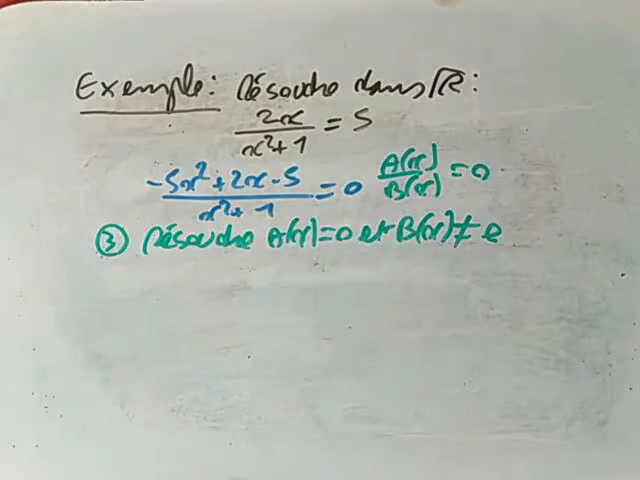 Exemple: Résoudre dans ℝ:
2x/(x²+1) = 5
(-5x²+2x-5)/(x²+1) = 0 A(x)/B(x) = 0
③ Résoudre A(x)=0 et B(x)≠0